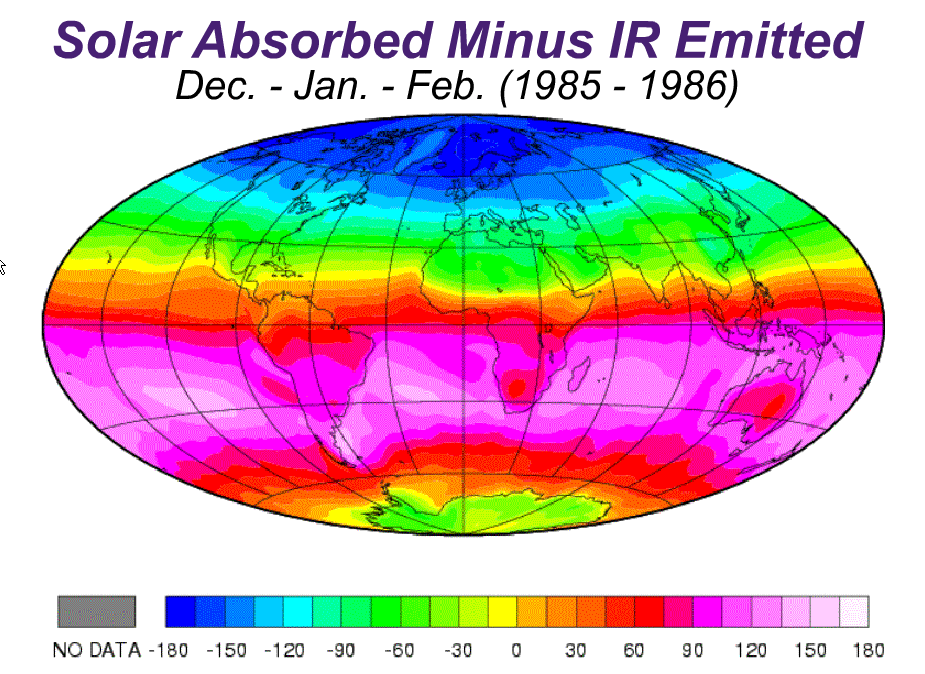 Solar Absorbed Minus IR Emitted
Dec. - Jan. - Feb. (1985 - 1986)
NO DATA -180 -150 -120 -90 -60 -30 0 30 60 90 120 150 180